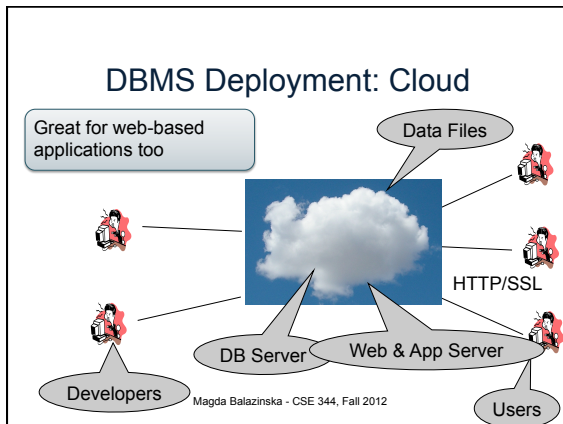 DBMS Deployment: Cloud
Great for web-based
applications too
Data Files
HTTP/SSL
DB Server
Web & App Server
Developers
Users
Magda Balazinska - CSE 344, Fall 2012